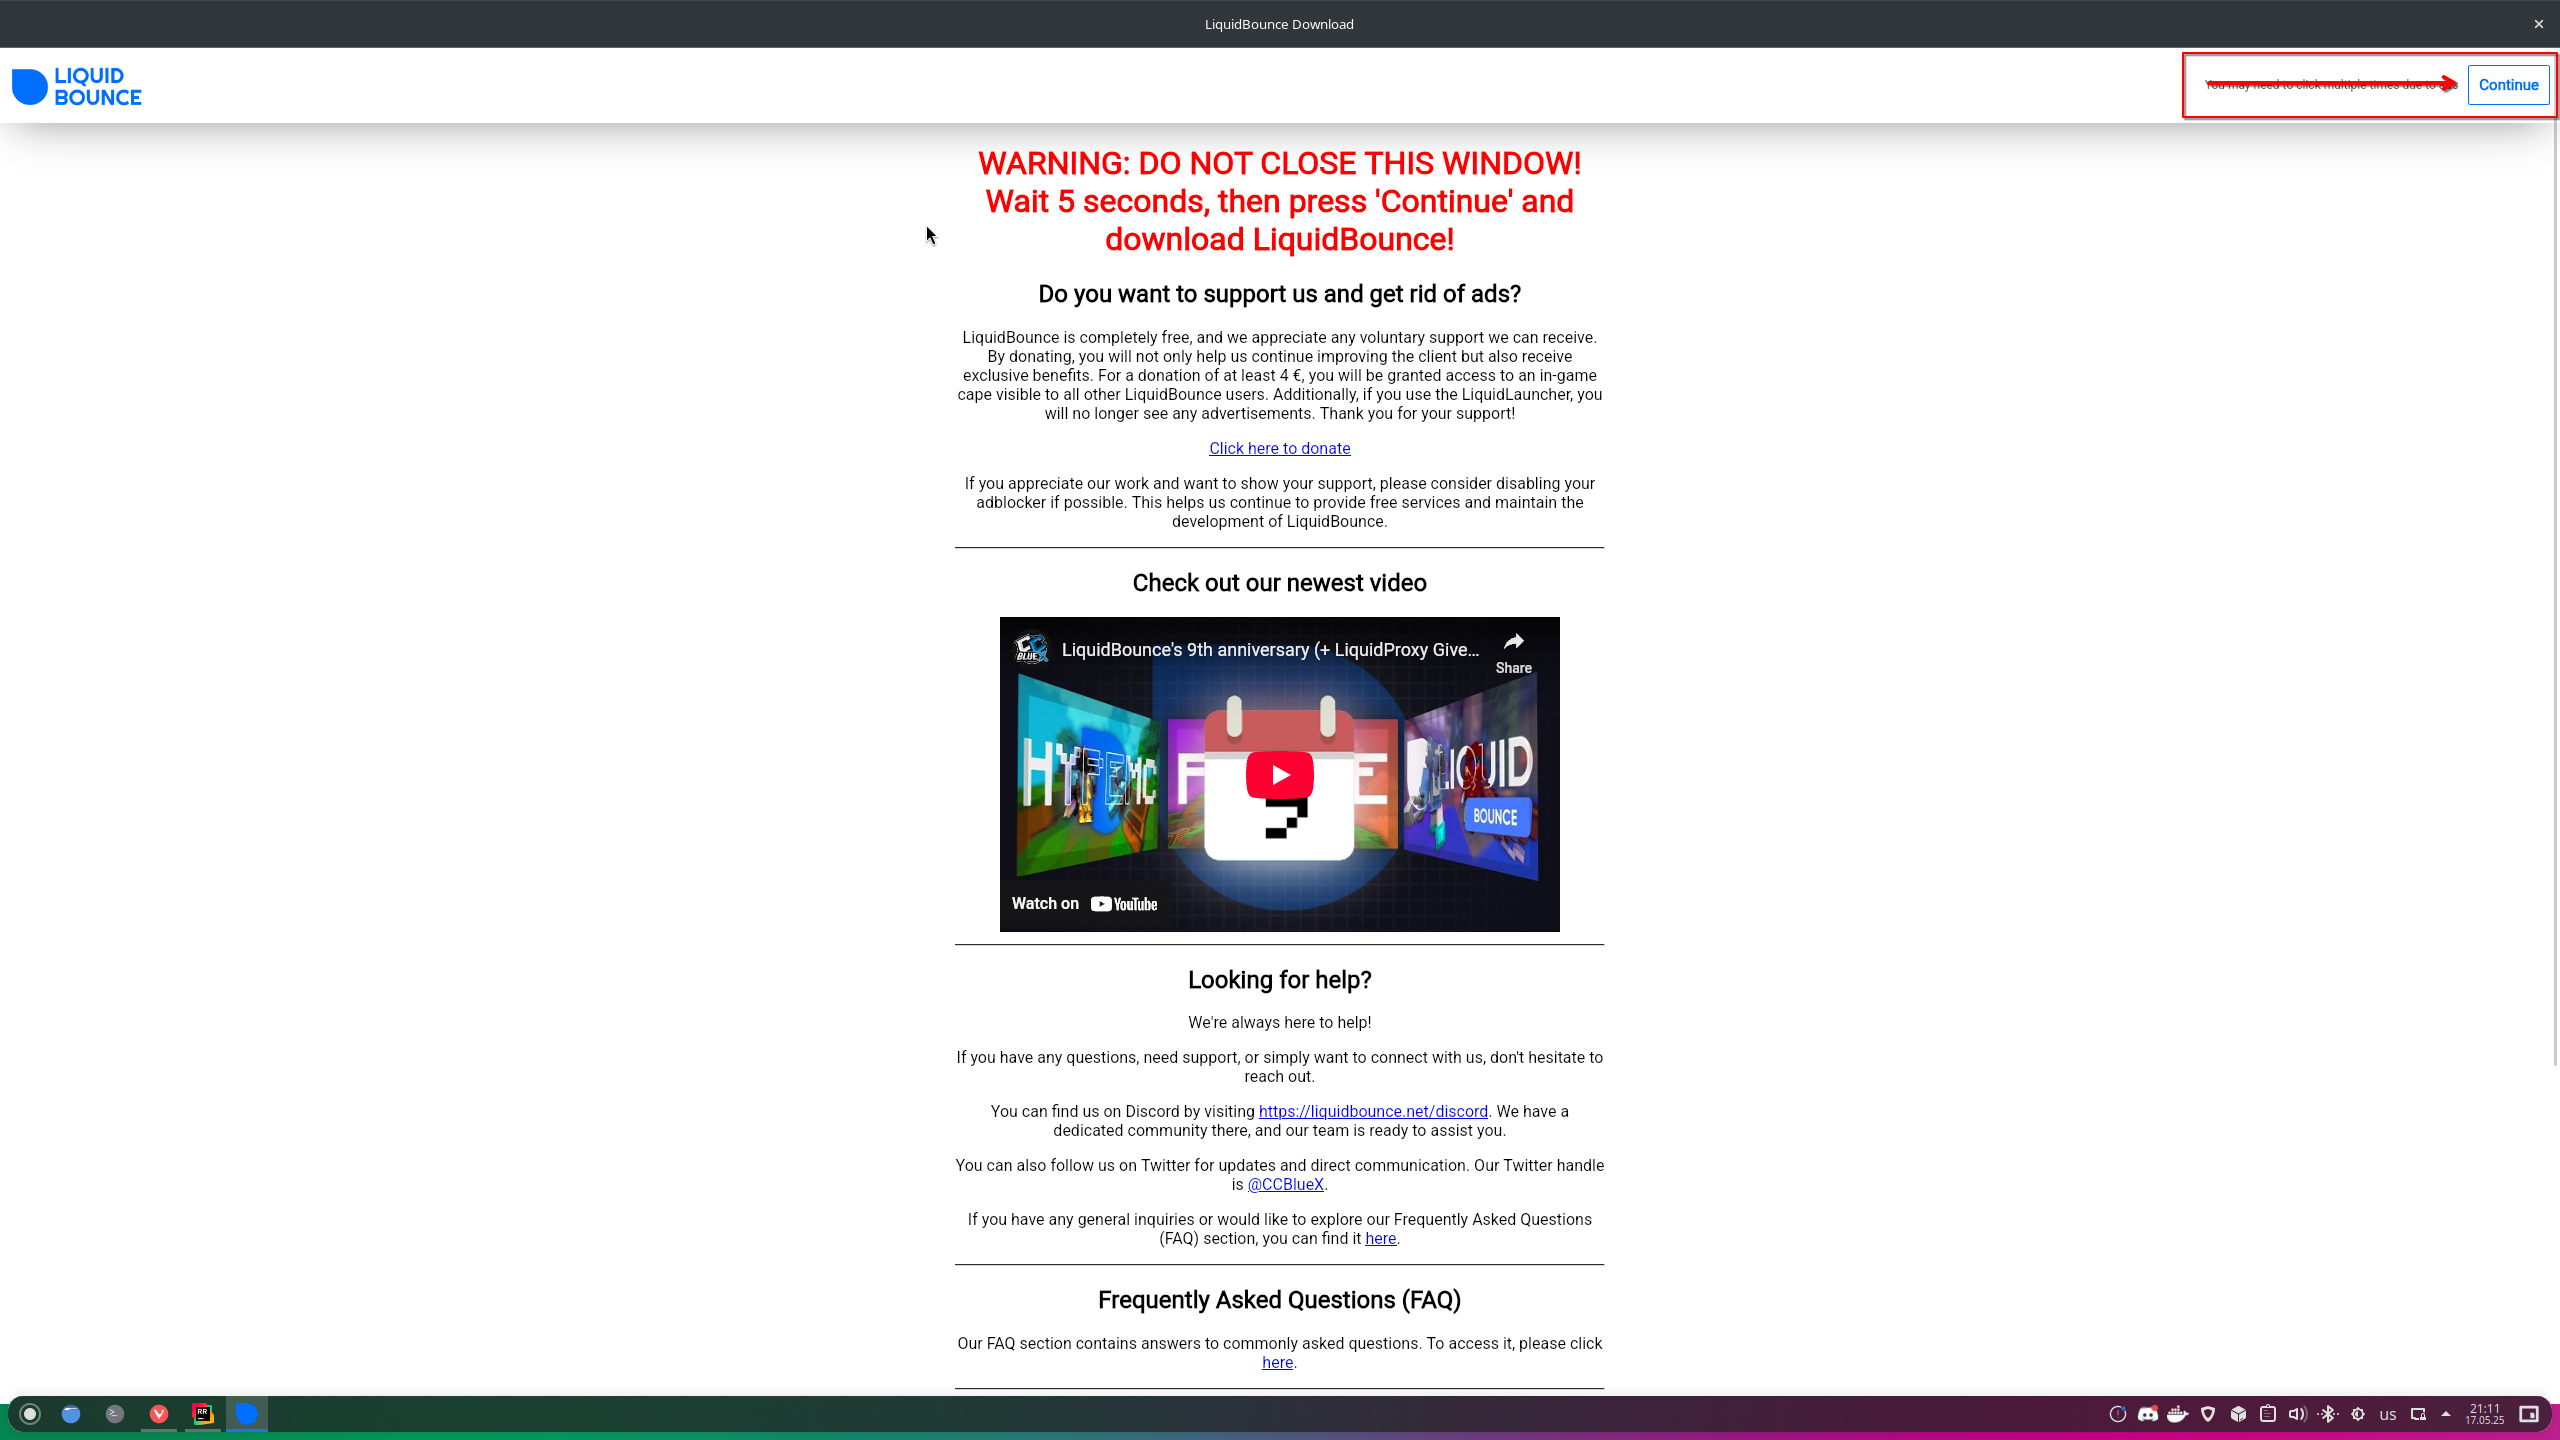 LiquidBounce Download
LIQUID
BOUNCE
You may need to click multiple times due to ads
Continue
WARNING: DO NOT CLOSE THIS WINDOW!
Wait 5 seconds, then press 'Continue' and
download LiquidBounce!
Do you want to support us and get rid of ads?
LiquidBounce is completely free, and we appreciate any voluntary support we can receive.
By donating, you will not only help us continue improving the client but also receive
exclusive benefits. For a donation of at least 4 €, you will be granted access to an in-game
cape visible to all other LiquidBounce users. Additionally, if you use the LiquidLauncher, you
will no longer see any advertisements. Thank you for your support!
Click here to donate
If you appreciate our work and want to show your support, please consider disabling your
adblocker if possible. This helps us continue to provide free services and maintain the
development of LiquidBounce.
Check out our newest video
LiquidBounce's 9th anniversary (+ LiquidProxy Give...
Share
LIQUID
BOUNCE
Watch on YouTube
Looking for help?
We're always here to help!
If you have any questions, need support, or simply want to connect with us, don't hesitate to
reach out.
You can find us on Discord by visiting https://liquidbounce.net/discord. We have a
dedicated community there, and our team is ready to assist you.
You can also follow us on Twitter for updates and direct communication. Our Twitter handle
is @CCBlueX.
If you have any general inquiries or would like to explore our Frequently Asked Questions
(FAQ) section, you can find it here.
Frequently Asked Questions (FAQ)
Our FAQ section contains answers to commonly asked questions. To access it, please click
here.
RR
us
21:11
17.05.25